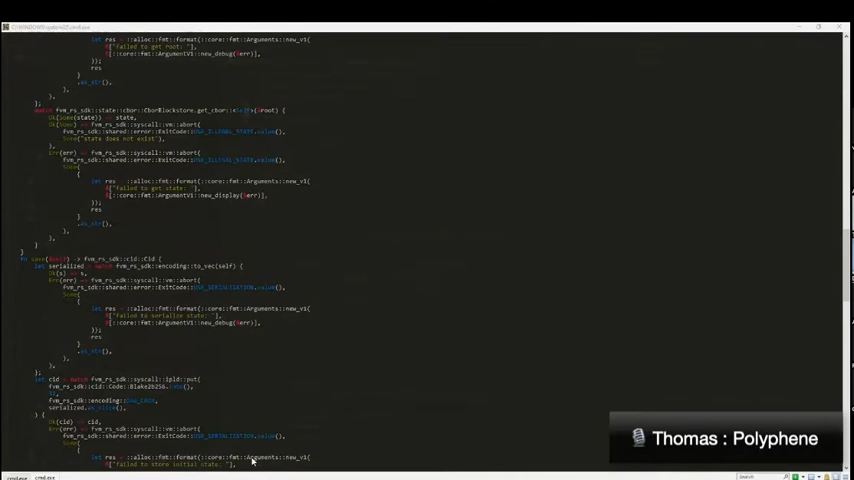 C:\WINDOWS\system32\cmd.exe
let res = ::alloc::fmt::format(::core::fmt::Arguments::new_v1(
&["failed to get root: "],
&[::core::fmt::ArgumentV1::new_debug(&err)],
));
res
}
.as_str(),
),
),
};
match fvm_rs_sdk::state::cbor::CborBlockstore.get_cbor::<Self>(&root) {
Ok(Some(state)) => state,
Ok(None) => fvm_rs_sdk::syscall::vm::abort(
fvm_rs_sdk::shared::error::ExitCode::USR_ILLEGAL_STATE.value(),
Some("state does not exist"),
),
Err(err) => fvm_rs_sdk::syscall::vm::abort(
fvm_rs_sdk::shared::error::ExitCode::USR_ILLEGAL_STATE.value(),
Some(
{
let res = ::alloc::fmt::format(::core::fmt::Arguments::new_v1(
&["failed to get state: "],
&[::core::fmt::ArgumentV1::new_display(&err)],
));
res
}
.as_str(),
),
),
}
}
fn save(&self) -> fvm_rs_sdk::cid::Cid {
let serialized = match fvm_rs_sdk::encoding::to_vec(self) {
Ok(s) => s,
Err(err) => fvm_rs_sdk::syscall::vm::abort(
fvm_rs_sdk::shared::error::ExitCode::USR_SERIALIZATION.value(),
Some(
{
let res = ::alloc::fmt::format(::core::fmt::Arguments::new_v1(
&["failed to serialize state: "],
&[::core::fmt::ArgumentV1::new_debug(&err)],
));
res
}
.as_str(),
),
),
};
let cid = match fvm_rs_sdk::syscall::ipld::put(
fvm_rs_sdk::cid::Code::Blake2b256.into(),
32,
fvm_rs_sdk::encoding::DAG_CBOR,
serialized.as_slice(),
) {
Ok(cid) => cid,
Err(err) => fvm_rs_sdk::syscall::vm::abort(
fvm_rs_sdk::shared::error::ExitCode::USR_SERIALIZATION.value(),
Some(
{
let res = ::alloc::fmt::format(::core::fmt::Arguments::new_v1(
&["failed to store initial state: "],
Thomas : Polyphene
cmd.exe cmd.exe Search